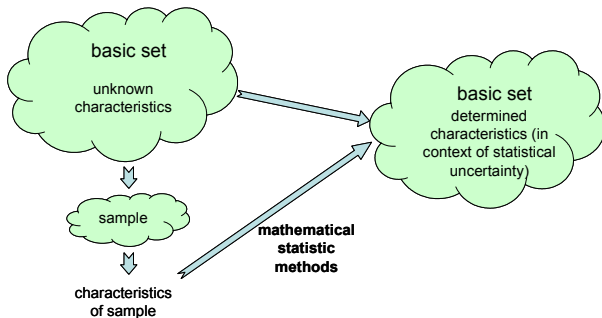 basic set
unknown
characteristics
basic set
determined
characteristics (in
context of statistical
uncertainty)
sample
mathematical
statistic
methods
characteristics
of sample